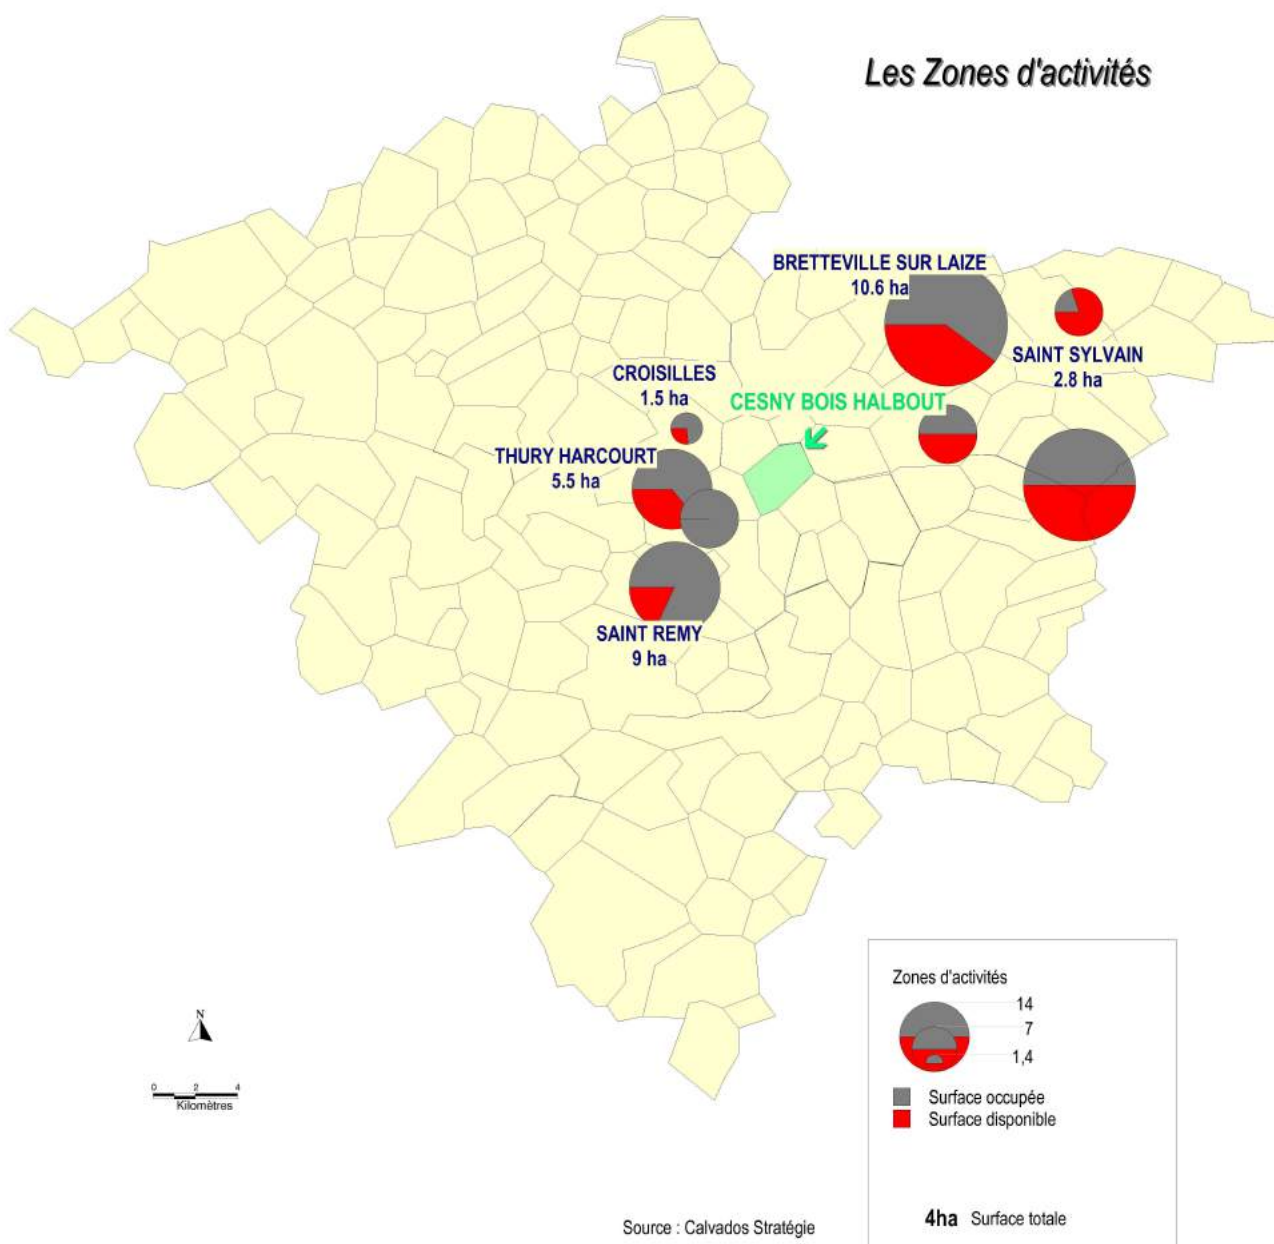 Les Zones d'activités
BRETTEVILLE SUR LAIZE
10.6 ha
SAINT SYLVAIN
2.8 ha
CROISILLES
1.5 ha
CESNY BOIS HALBOUT
THURY HARCOURT
5.5 ha
SAINT REMY
9 ha
Zones d'activités
14
7
1,4
Surface occupée
Surface disponible
4ha Surface totale
N
0 2 4
Kilomètres
Source : Calvados Stratégie